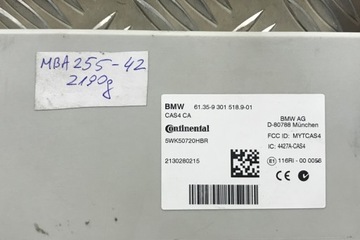 MBA255-42
2190g
BMW 61.35-9 301 518.9-01
CAS4 CA
Continental
5WK50720HBR
2130280215
BMW AG
D-80788 München
FCC ID: MYTCAS4
IC: 4427A-CAS4
E1 116RI - 00 0056